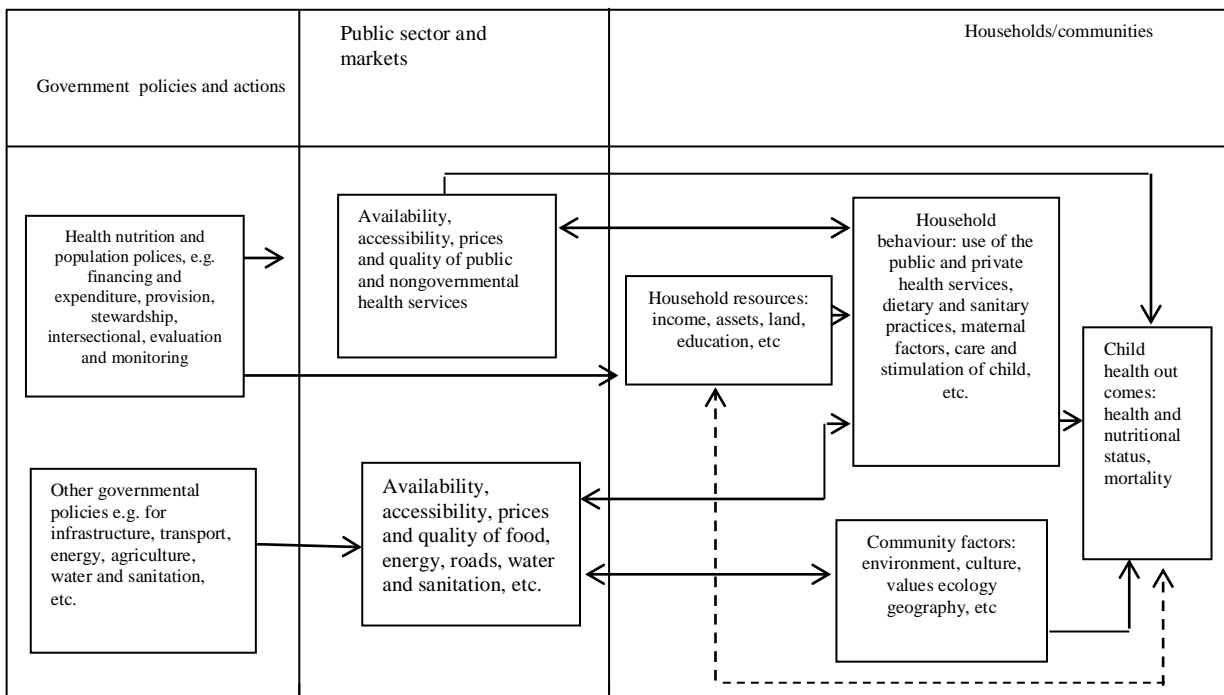 Government  policies and actions
Public sector and
markets
Households/communities
Health nutrition and
population polices, e.g.
financing and
expenditure, provision,
stewardship,
intersectional, evaluation
and monitoring
Other governmental
policies e.g. for
infrastructure, transport,
energy, agriculture,
water and sanitation,
etc.
Availability,
accessibility, prices
and quality of public
and nongovernmental
health services
Availability,
accessibility, prices
and quality of food,
energy, roads, water
and sanitation, etc.
Household resources:
income, assets, land,
education, etc
Household
behaviour: use of the
public and private
health services,
dietary and sanitary
practices, maternal
factors, care and
stimulation of child,
etc.
Community factors:
environment, culture,
values ecology
geography, etc
Child
health out
comes:
health and
nutritional
status,
mortality